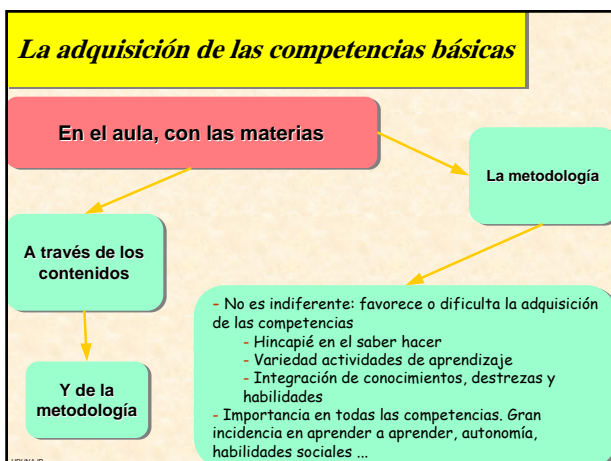 La adquisición de las competencias básicas
En el aula, con las materias
La metodología
A través de los
contenidos
Y de la
metodología
- No es indiferente: favorece o dificulta la adquisición
de las competencias
- Hincapié en el saber hacer
- Variedad actividades de aprendizaje
- Integración de conocimientos, destrezas y
habilidades
- Importancia en todas las competencias. Gran
incidencia en aprender a aprender, autonomía,
habilidades sociales ...